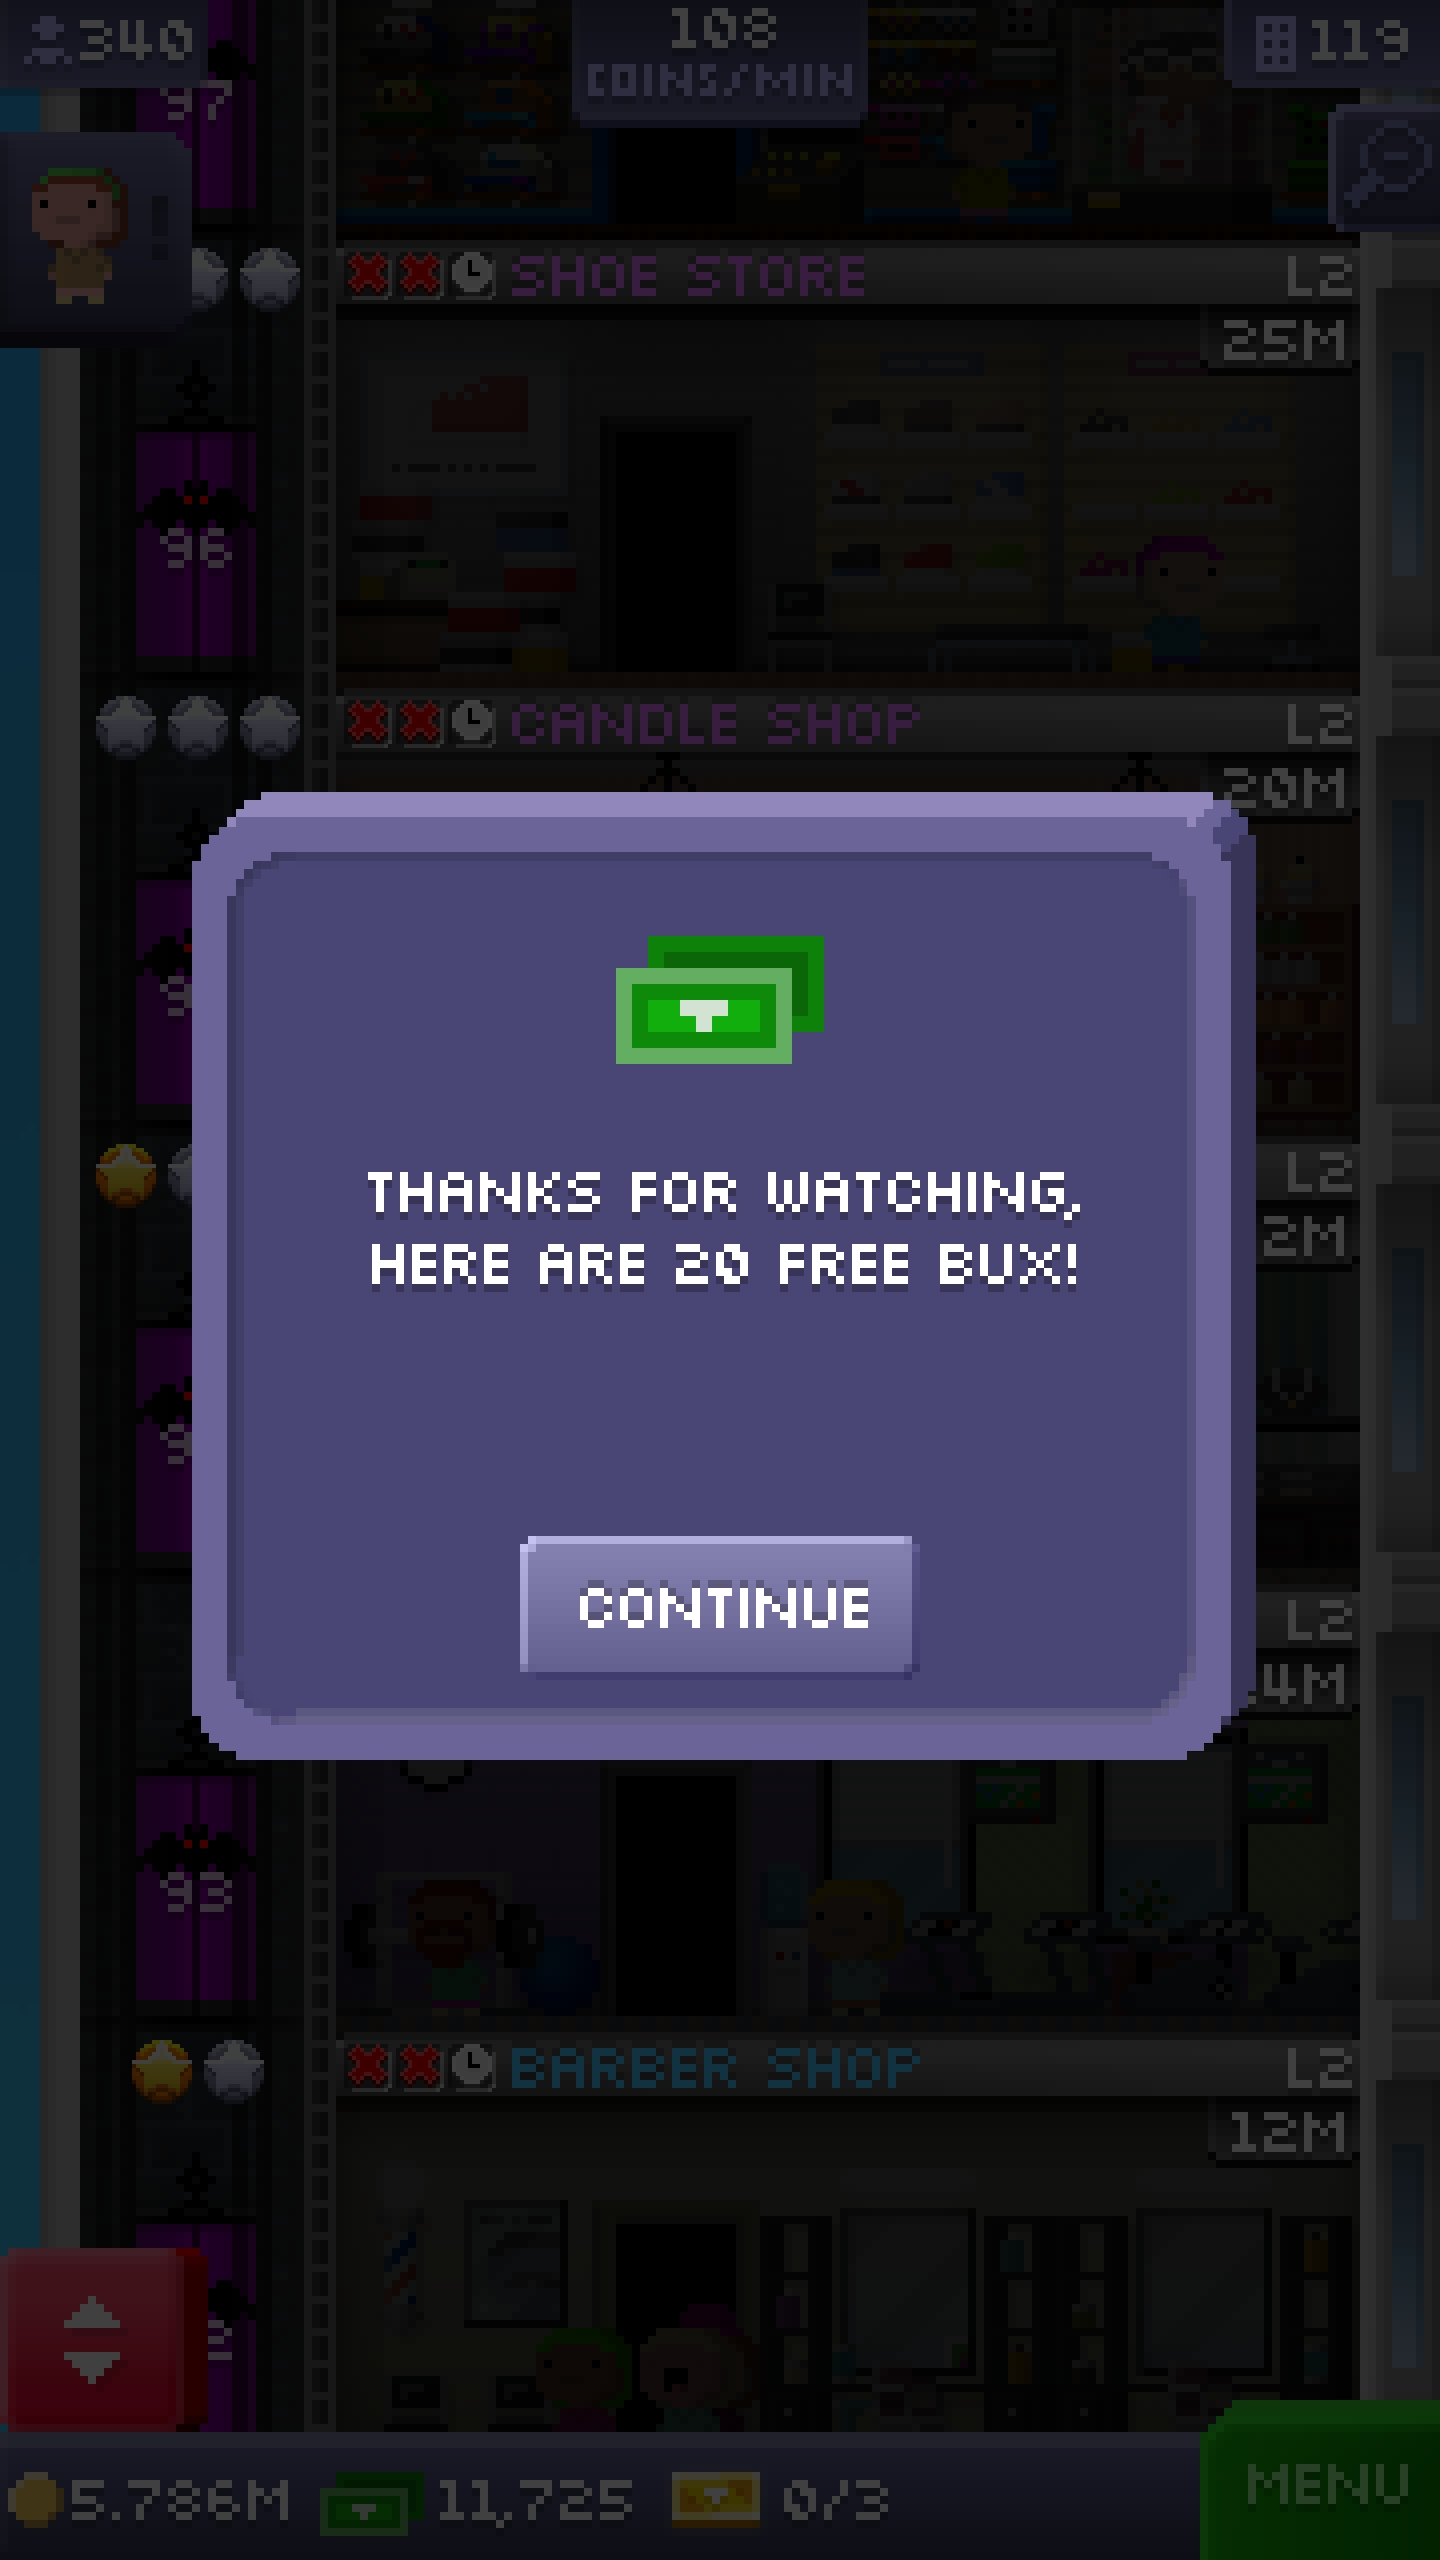 340
108
COINS/MIN
119
97
SHOE STORE
L2
25M
96
CANDLE SHOP
L2
20M
THANKS FOR WATCHING,
HERE ARE 20 FREE BUX!
L2
2M
CONTINUE
L2
4M
93
BARBER SHOP
L2
12M
5.786M
11,725
0/3
MENU